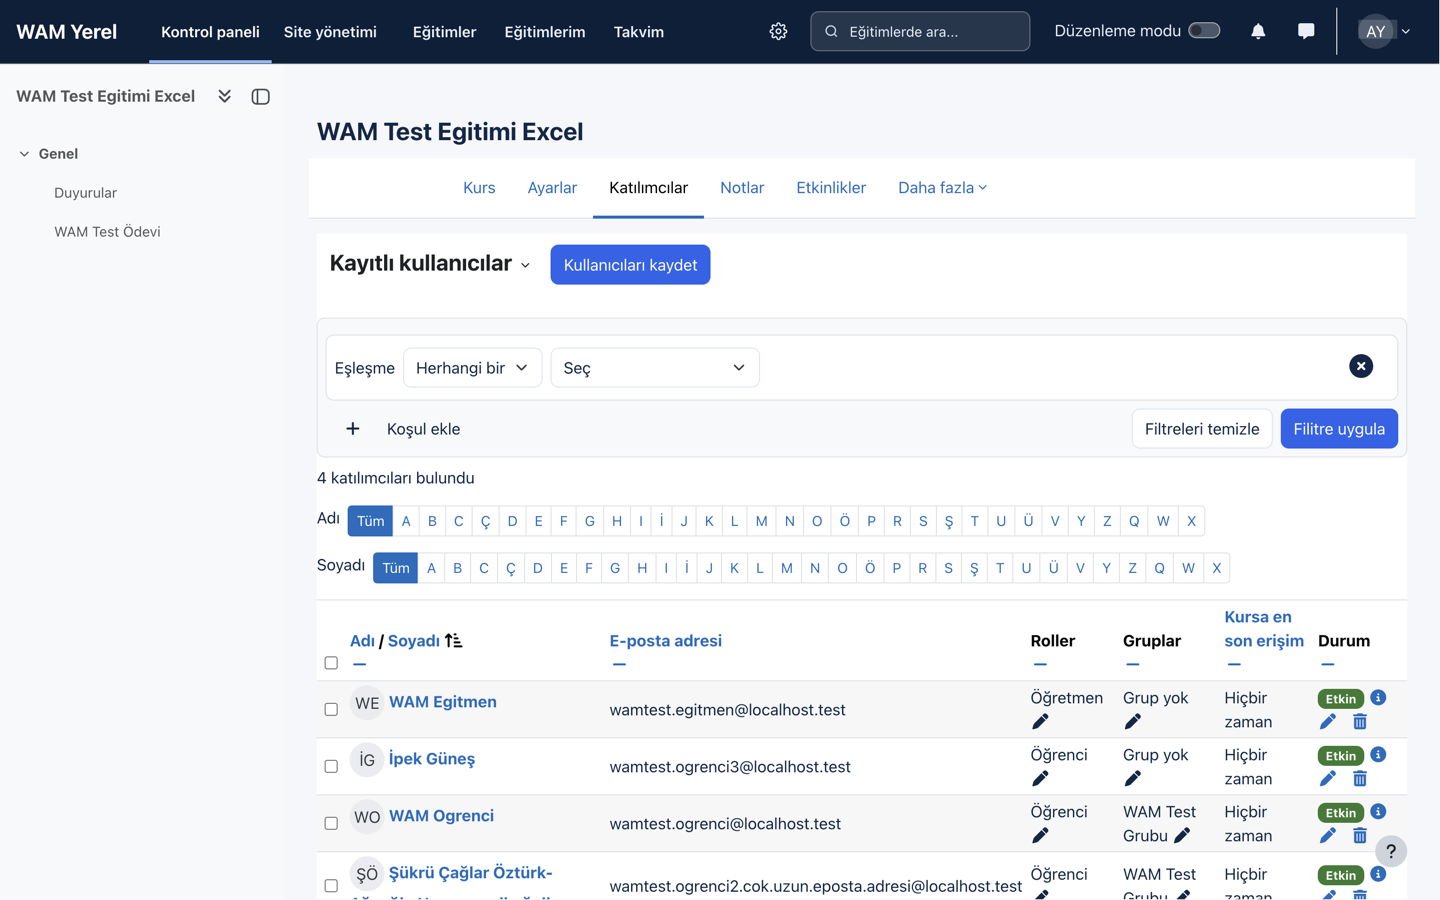 WAM Yerel
Kontrol paneli
Site yönetimi
Eğitimler
Eğitimlerim
Takvim
Eğitimlerde ara...
Düzenleme modu
AY
WAM Test Egitimi Excel
Genel
Duyurular
WAM Test Ödevi
WAM Test Egitimi Excel
Kurs
Ayarlar
Katılımcılar
Notlar
Etkinlikler
Daha fazla
Kayıtlı kullanıcılar
Kullanıcıları kaydet
Eşleşme
Herhangi bir
Seç
Koşul ekle
Filtreleri temizle
Filitre uygula
4 katılımcıları bulundu
Adı Tüm A B C Ç D E F G H I İ J K L M N O Ö P R S Ş T U Ü V Y Z Q W X
Soyadı Tüm A B C Ç D E F G H I İ J K L M N O Ö P R S Ş T U Ü V Y Z Q W X
Adı / Soyadı
E-posta adresi
Roller
Gruplar
Kursa en
son erişim
Durum
WE WAM Egitmen
wamtest.egitmen@localhost.test
Öğretmen
Grup yok
Hiçbir
zaman
Etkin
İG İpek Güneş
wamtest.ogrenci3@localhost.test
Öğrenci
Grup yok
Hiçbir
zaman
Etkin
WO WAM Ogrenci
wamtest.ogrenci@localhost.test
Öğrenci
WAM Test
Grubu
Hiçbir
zaman
Etkin
?
ŞÖ Şükrü Çağlar Öztürk-
wamtest.ogrenci2.cok.uzun.eposta.adresi@localhost.test
Öğrenci
WAM Test
Grubu
Hiçbir
zaman
Etkin